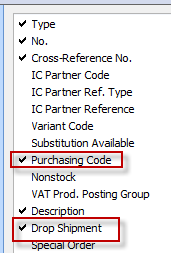 Type
No.
Cross-Reference No.
IC Partner Code
IC Partner Ref. Type
IC Partner Reference
Variant Code
Substitution Available
Purchasing Code
Nonstock
VAT Prod. Posting Group
Description
Drop Shipment
Special Order